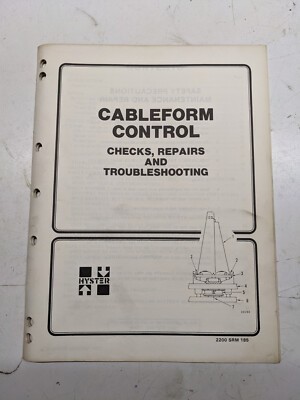 CABLEFORM
CONTROL
CHECKS, REPAIRS
AND
TROUBLESHOOTING
HYSTER
2200 SRM 195